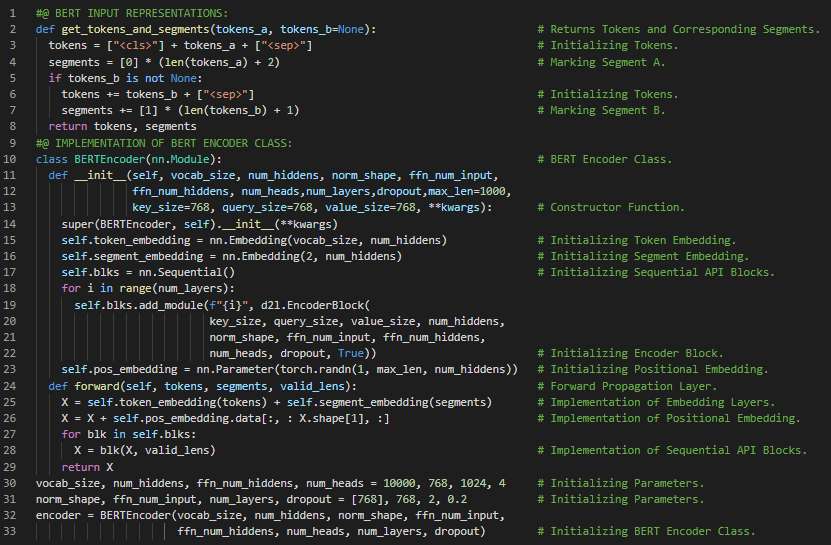 1 #@ BERT INPUT REPRESENTATIONS:
2 def get_tokens_and_segments(tokens_a, tokens_b=None): # Returns Tokens and Corresponding Segments.
3 tokens = ["<cls>"] + tokens_a + ["<sep>"] # Initializing Tokens.
4 segments = [0] * (len(tokens_a) + 2) # Marking Segment A.
5 if tokens_b is not None:
6 tokens += tokens_b + ["<sep>"] # Initializing Tokens.
7 segments += [1] * (len(tokens_b) + 1) # Marking Segment B.
8 return tokens, segments
9 #@ IMPLEMENTATION OF BERT ENCODER CLASS:
10 class BERTEncoder(nn.Module): # BERT Encoder Class.
11 def __init__(self, vocab_size, num_hiddens, norm_shape, ffn_num_input,
12 ffn_num_hiddens, num_heads,num_layers,dropout,max_len=1000,
13 key_size=768, query_size=768, value_size=768, **kwargs): # Constructor Function.
14 super(BERTEncoder, self).__init__(**kwargs)
15 self.token_embedding = nn.Embedding(vocab_size, num_hiddens) # Initializing Token Embedding.
16 self.segment_embedding = nn.Embedding(2, num_hiddens) # Initializing Segment Embedding.
17 self.blks = nn.Sequential() # Initializing Sequential API Blocks.
18 for i in range(num_layers):
19 self.blks.add_module(f"{i}", d2l.EncoderBlock(
20 key_size, query_size, value_size, num_hiddens,
21 norm_shape, ffn_num_input, ffn_num_hiddens,
22 num_heads, dropout, True)) # Initializing Encoder Block.
23 self.pos_embedding = nn.Parameter(torch.randn(1, max_len, num_hiddens)) # Initializing Positional Embedding.
24 def forward(self, tokens, segments, valid_lens): # Forward Propagation Layer.
25 X = self.token_embedding(tokens) + self.segment_embedding(segments) # Implementation of Embedding Layers.
26 X = X + self.pos_embedding.data[:, : X.shape[1], :] # Implementation of Positional Embedding.
27 for blk in self.blks:
28 X = blk(X, valid_lens) # Implementation of Sequential API Blocks.
29 return X
30 vocab_size, num_hiddens, ffn_num_hiddens, num_heads = 10000, 768, 1024, 4 # Initializing Parameters.
31 norm_shape, ffn_num_input, num_layers, dropout = [768], 768, 2, 0.2 # Initializing Parameters.
32 encoder = BERTEncoder(vocab_size, num_hiddens, norm_shape, ffn_num_input,
33 ffn_num_hiddens, num_heads, num_layers, dropout) # Initializing BERT Encoder Class.